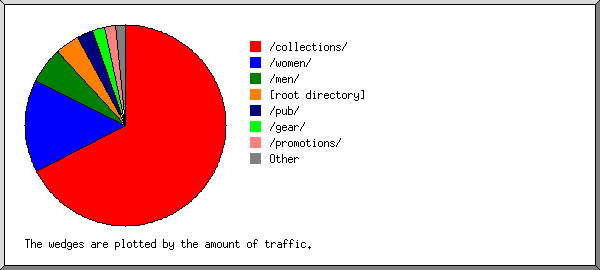 /collections/
/women/
/men/
[root directory]
/pub/
/gear/
/promotions/
Other
The wedges are plotted by the amount of traffic.